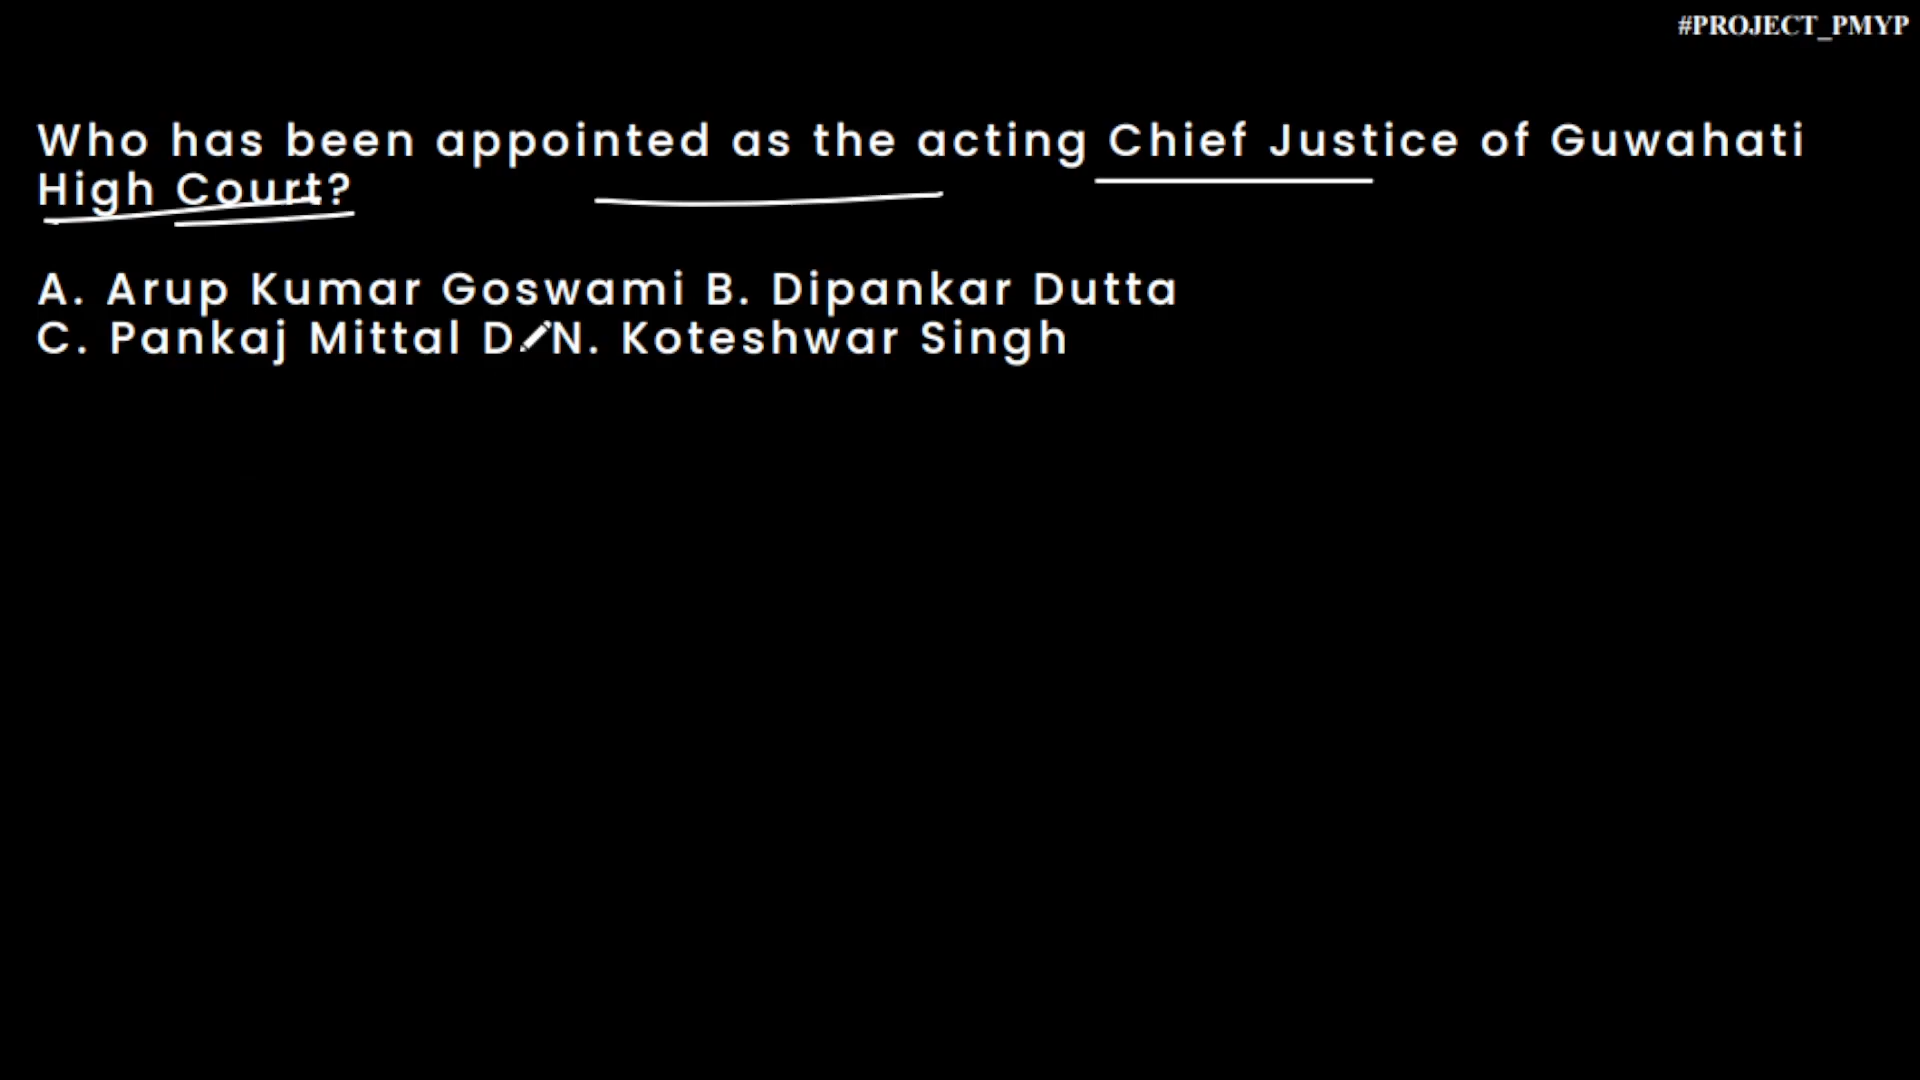 #PROJECT_PMYP
Who has been appointed as the acting Chief Justice of Guwahati
High Court?
A. Arup Kumar Goswami B. Dipankar Dutta
C. Pankaj Mittal D. N. Koteshwar Singh